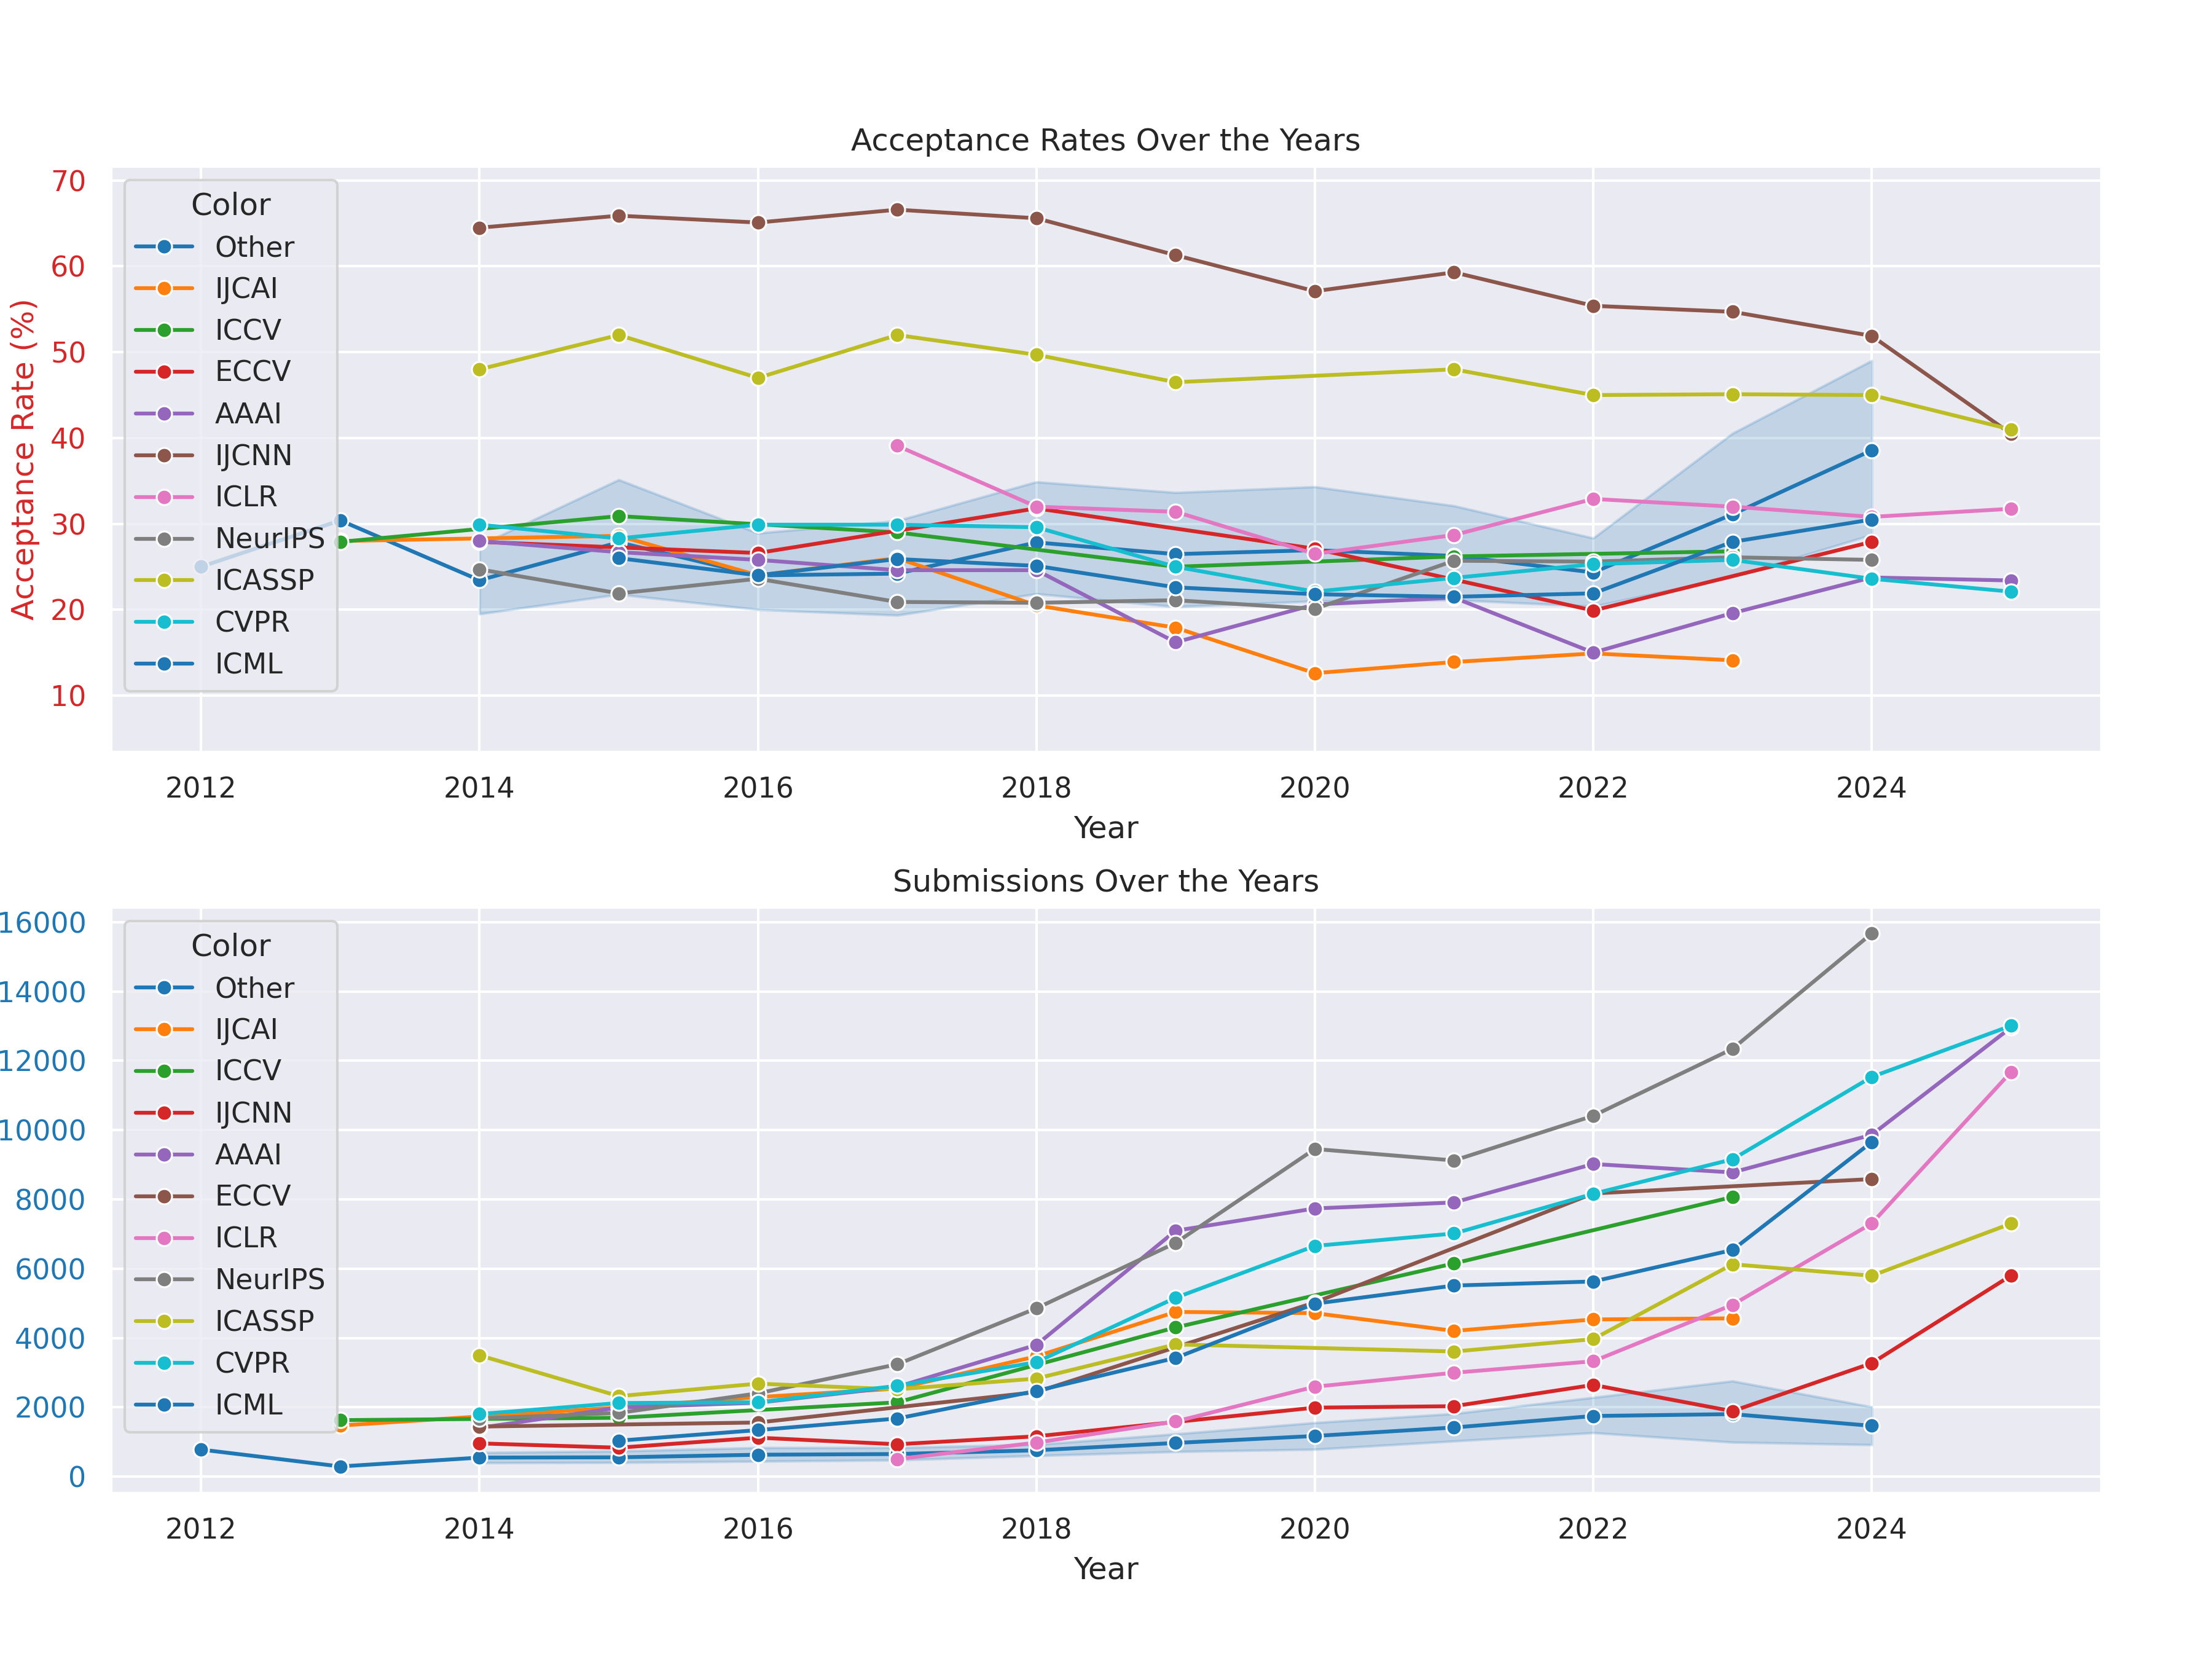 Acceptance Rates Over the Years
Acceptance Rate (%)
70
60
50
40
30
20
10
Color
Other
IJCAI
ICCV
ECCV
AAAI
IJCNN
ICLR
NeurIPS
ICASSP
CVPR
ICML
2012 2014 2016 2018 2020 2022 2024
Year
Submissions Over the Years
16000
14000
12000
10000
8000
6000
4000
2000
0
Color
Other
IJCAI
ICCV
IJCNN
AAAI
ECCV
ICLR
NeurIPS
ICASSP
CVPR
ICML
2012 2014 2016 2018 2020 2022 2024
Year